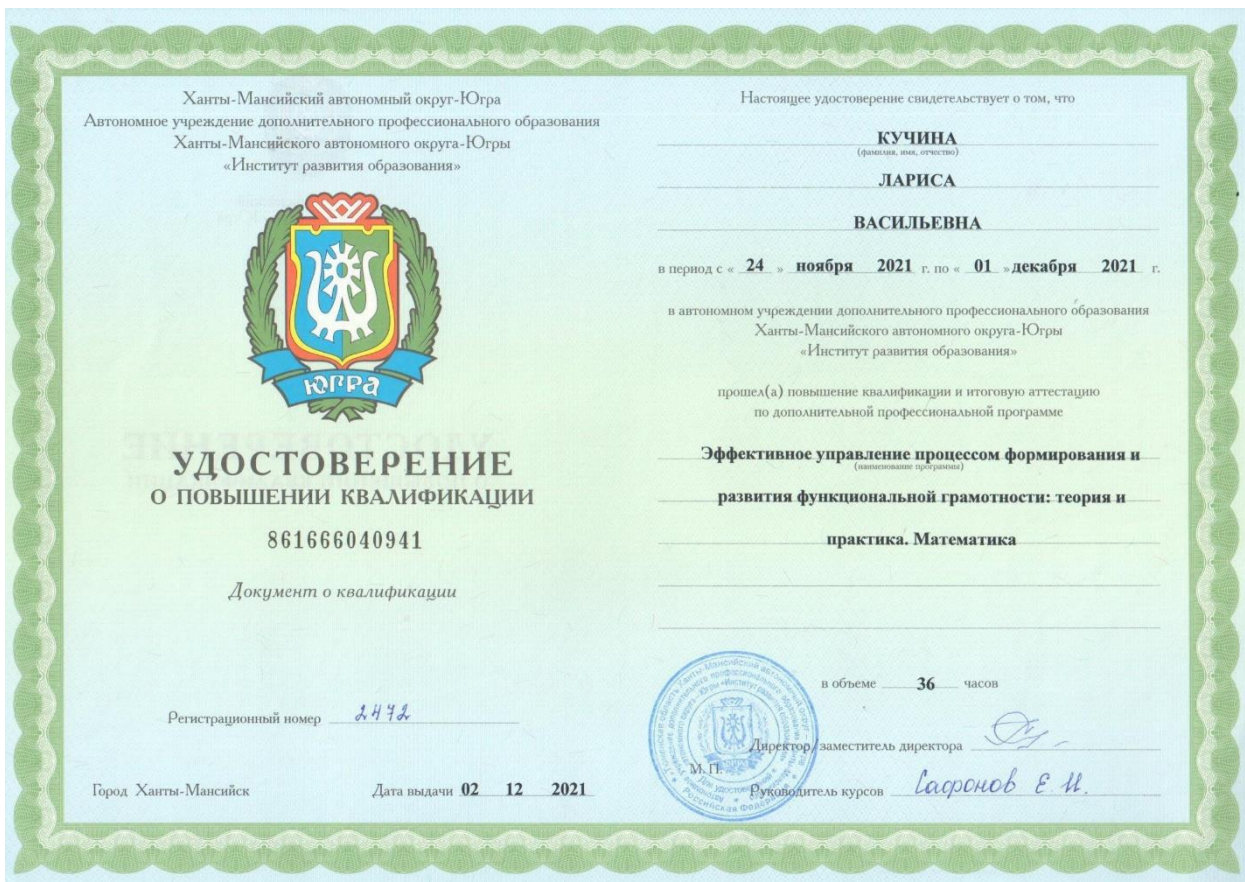 Ханты-Мансийский автономный округ-Югра
Автономное учреждение дополнительного профессионального образования
Ханты-Мансийского автономного округа-Югры
«Институт развития образования»
ЮГРА
УДОСТОВЕРЕНИЕ
О ПОВЫШЕНИИ КВАЛИФИКАЦИИ
861666040941
Документ о квалификации
Регистрационный номер 2472
Город Ханты-Мансийск Дата выдачи 02 12 2021
Настоящее удостоверение свидетельствует о том, что
КУЧИНА
(фамилия, имя, отчество)
ЛАРИСА
ВАСИЛЬЕВНА
в период с « 24 » ноября 2021 г. по « 01 » декабря 2021 г.
в автономном учреждении дополнительного профессионального образования
Ханты-Мансийского автономного округа-Югры
«Институт развития образования»
прошел(а) повышение квалификации и итоговую аттестацию
по дополнительной профессиональной программе
Эффективное управление процессом формирования и
(наименование программы)
развития функциональной грамотности: теория и
практика. Математика
в объеме 36 часов
Директор/заместитель директора
М. П.
Руководитель курсов Сафонов Е. И.
Российская Федерация